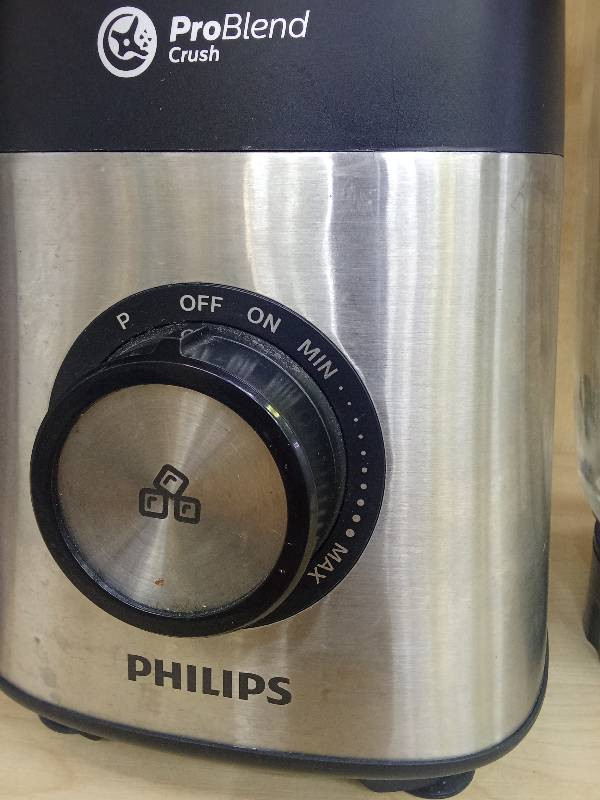 ProBlend
Crush
P OFF ON MIN
MAX
PHILIPS